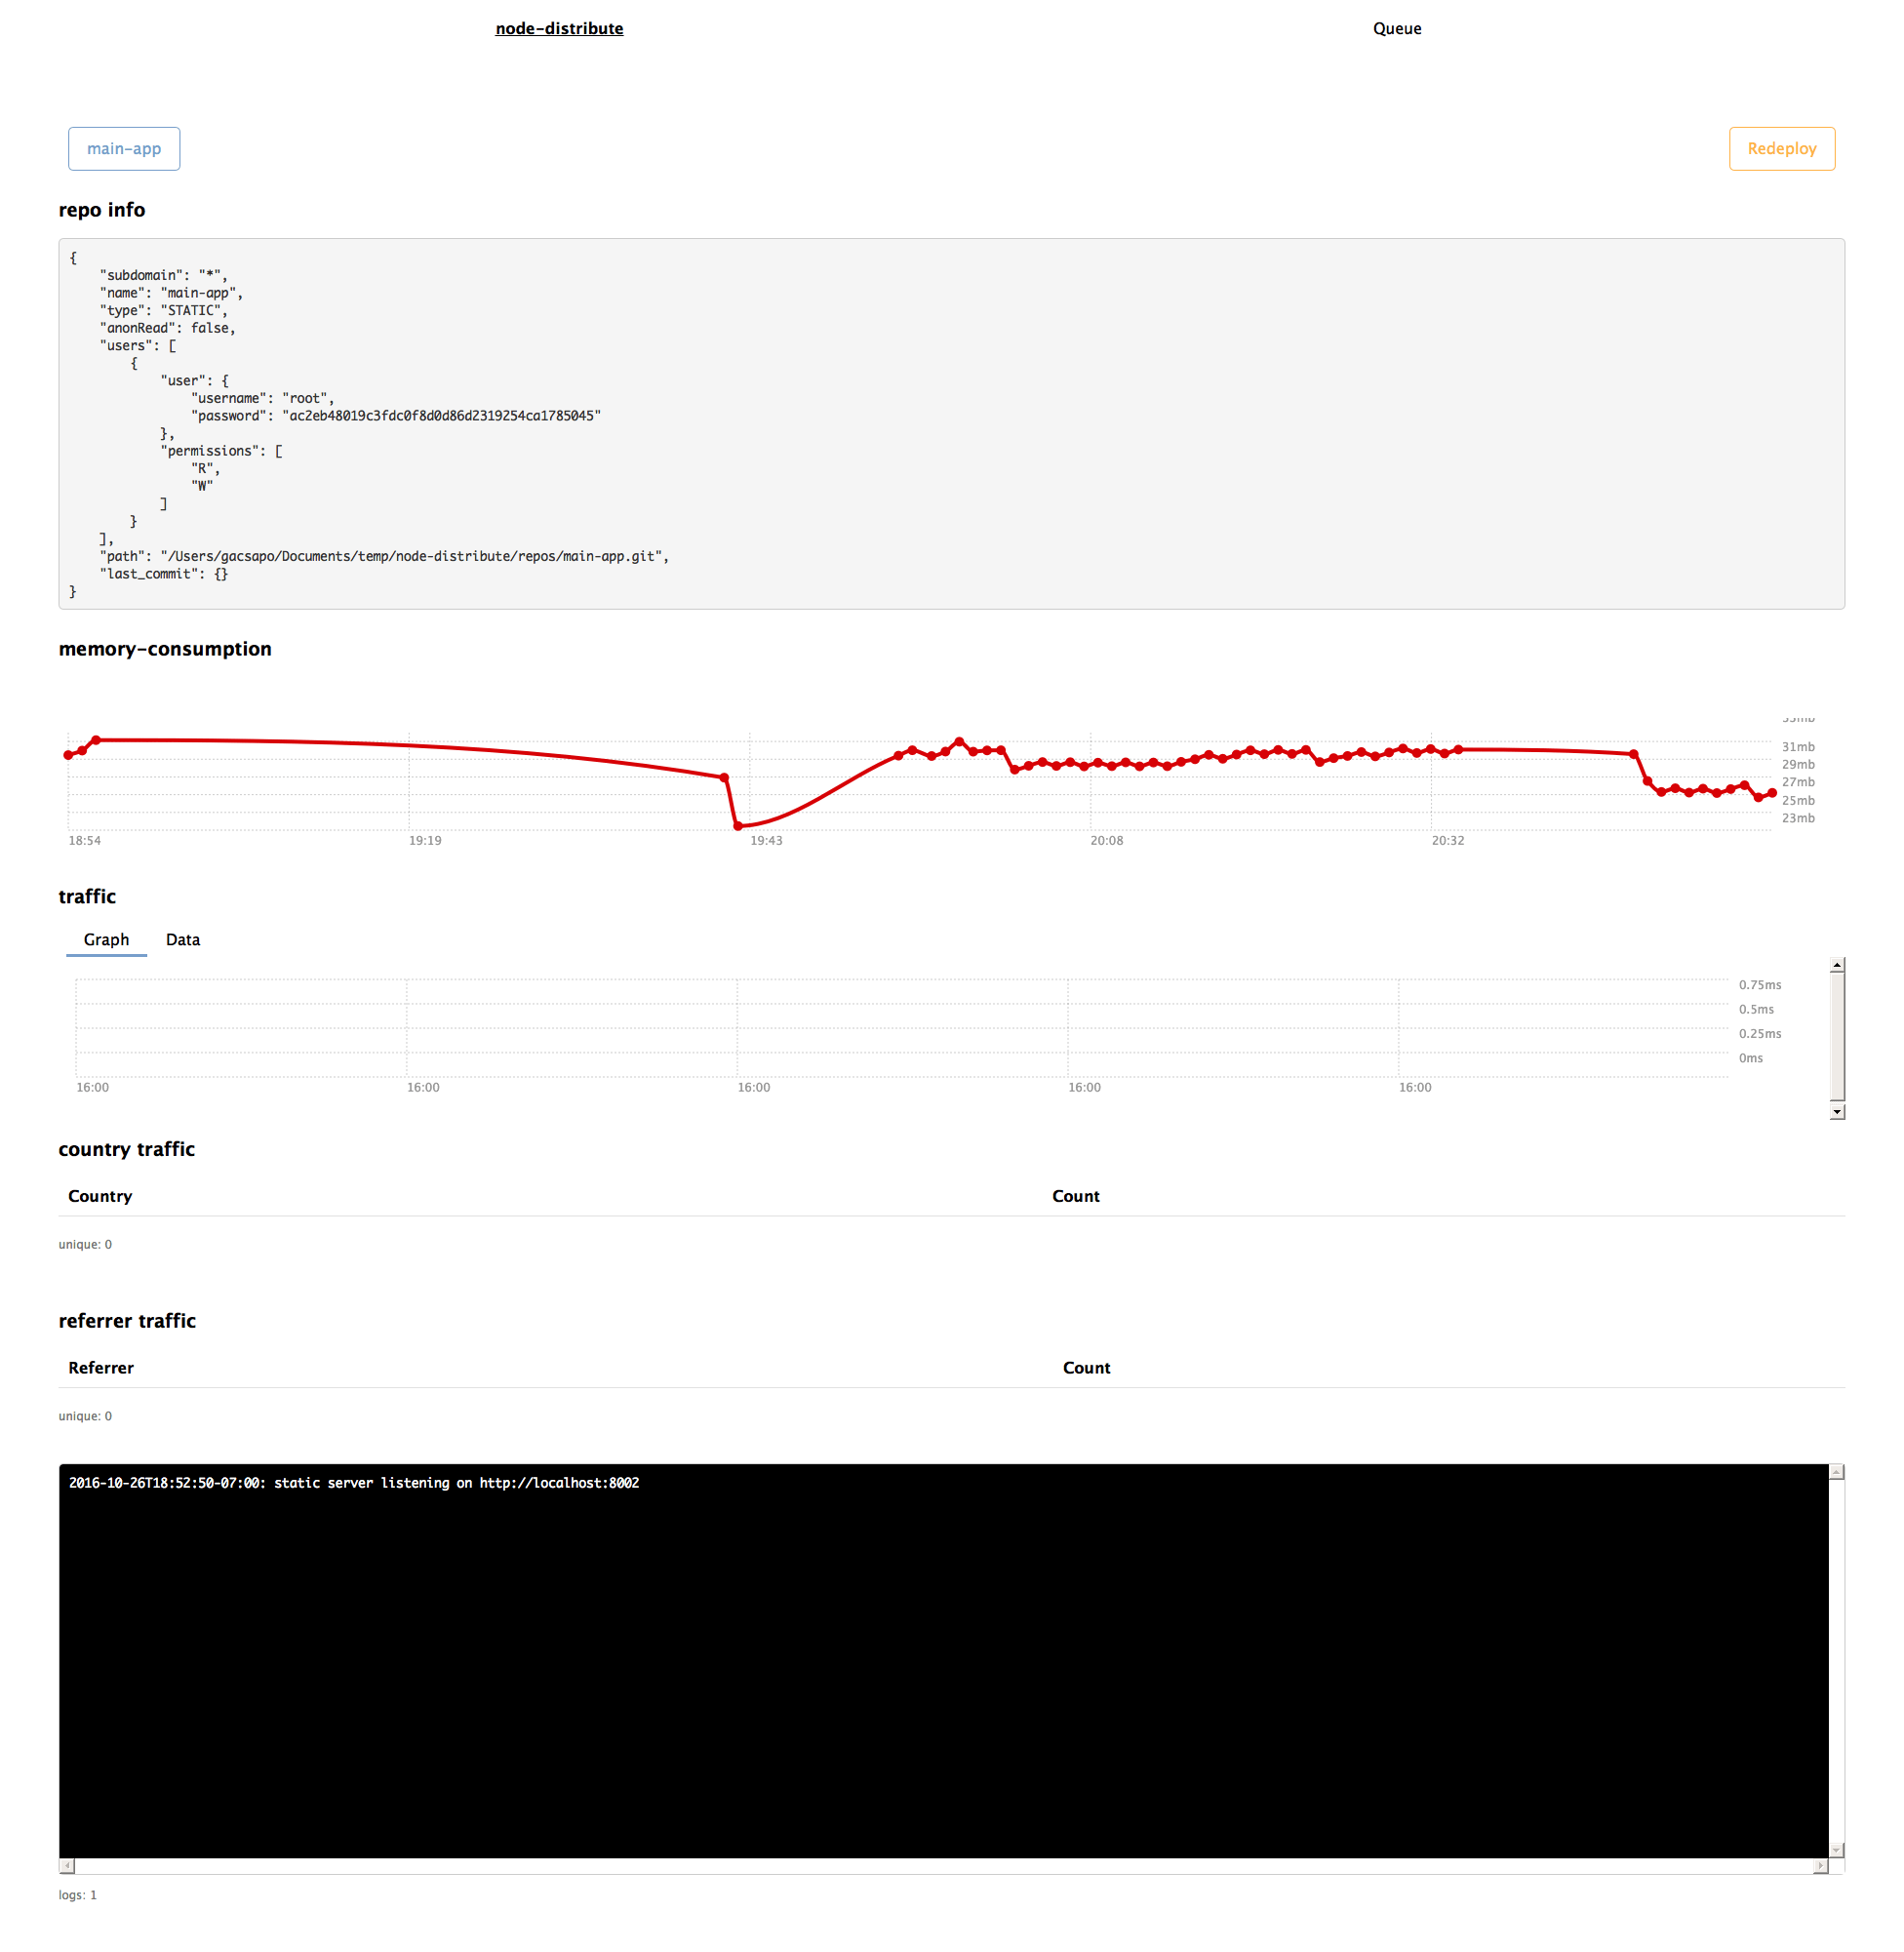 node-distribute
Queue
main-app
Redeploy
repo info
{
    "subdomain": "*",
    "name": "main-app",
    "type": "STATIC",
    "anonRead": false,
    "users": [
        {
            "user": {
                "username": "root",
                "password": "ac2eb48019c3fdc0f8d0d86d2319254ca1785045"
            },
            "permissions": [
                "R",
                "W"
            ]
        }
    ],
    "path": "/Users/gacsapo/Documents/temp/node-distribute/repos/main-app.git",
    "last_commit": {}
}
memory-consumption
31mb
29mb
27mb
25mb
23mb
18:54 19:19 19:43 20:08 20:32
traffic
Graph Data
0.75ms
0.5ms
0.25ms
0ms
16:00 16:00 16:00 16:00 16:00
country traffic
Country Count
unique: 0
referrer traffic
Referrer Count
unique: 0
2016-10-26T18:52:50-07:00: static server listening on http://localhost:8002
logs: 1